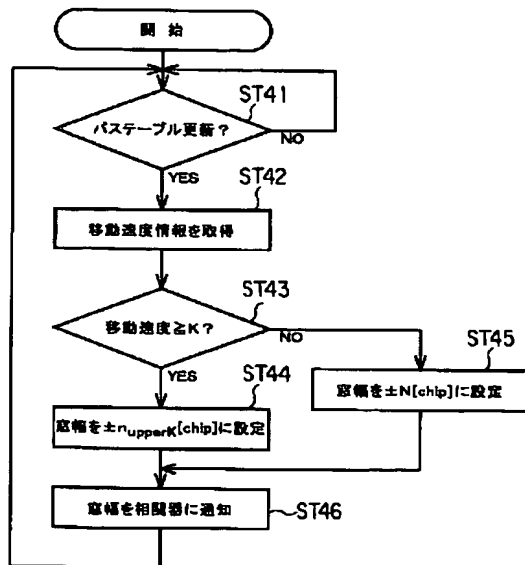 開 始
ST41
パステーブル更新？
NO
YES
ST42
移動速度情報を取得
ST43
移動速度≧K？
NO
YES
ST45
窓幅を±N[chip]に設定
ST44
窓幅を±nupperK[chip]に設定
窓幅を相関器に通知
ST46